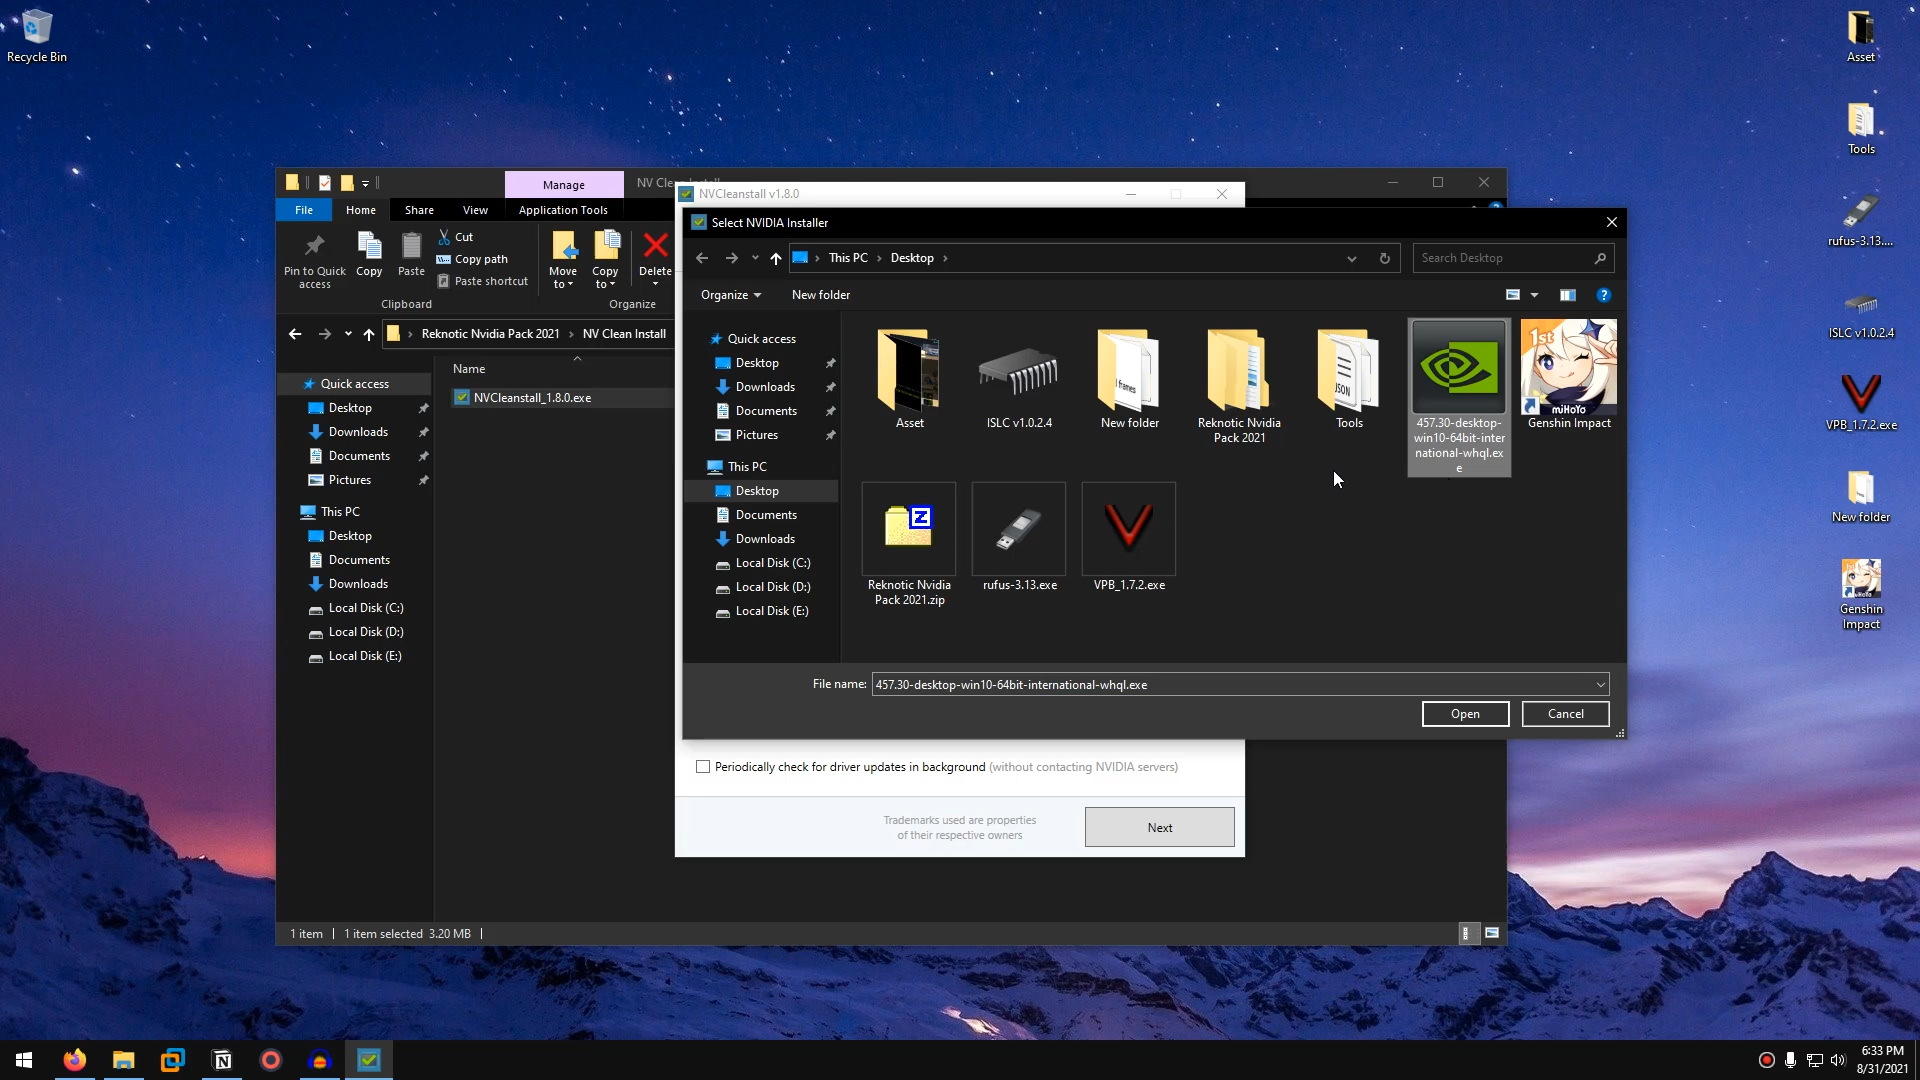 Recycle Bin
Asset
Tools
rufus-3.13....
ISLC v1.0.2.4
VPB_1.7.2.exe
New folder
Genshin
Impact
Manage
File
Home
Share
View
Application Tools
Pin to Quick
access
Copy
Paste
Cut
Copy path
Paste shortcut
Clipboard
Move
to
Copy
to
Delete
Organize
Reknotic Nvidia Pack 2021
NV Clean Install
Quick access
Desktop
Downloads
Documents
Pictures
This PC
Desktop
Documents
Downloads
Local Disk (C:)
Local Disk (D:)
Local Disk (E:)
Name
NVCleanstall_1.8.0.exe
1 item
1 item selected 3.20 MB
NVCleanstall v1.8.0
Select NVIDIA Installer
This PC
Desktop
Search Desktop
Organize
New folder
Quick access
Desktop
Downloads
Documents
Pictures
This PC
Desktop
Documents
Downloads
Local Disk (C:)
Local Disk (D:)
Local Disk (E:)
Asset
ISLC v1.0.2.4
New folder
Reknotic Nvidia
Pack 2021
JSON
Tools
457.30-desktop-
win10-64bit-inter
national-whql.ex
e
1st
miHoYo
Genshin Impact
Reknotic Nvidia
Pack 2021.zip
rufus-3.13.exe
VPB_1.7.2.exe
File name:
457.30-desktop-win10-64bit-international-whql.exe
Open
Cancel
Periodically check for driver updates in background (without contacting NVIDIA servers)
Trademarks used are properties
of their respective owners
Next
6:33 PM
8/31/2021